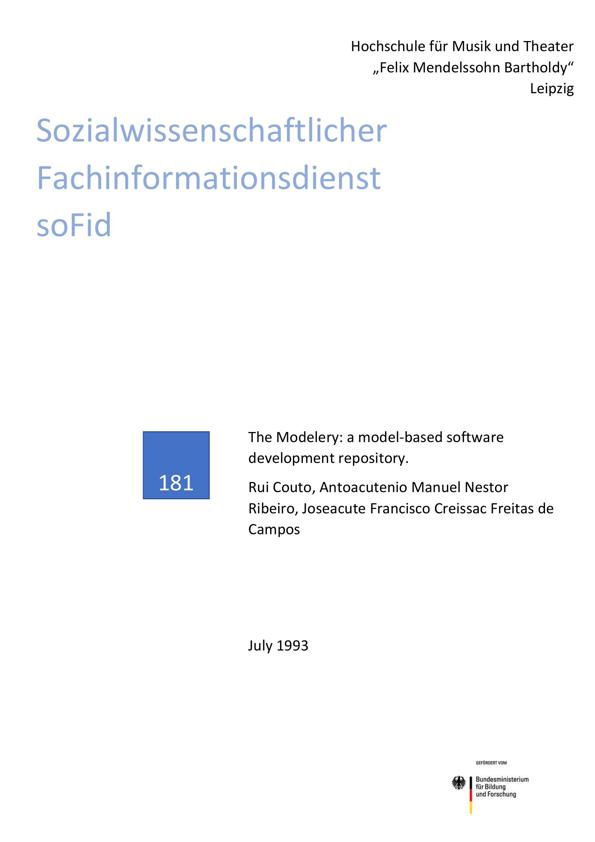 Hochschule für Musik und Theater
„Felix Mendelssohn Bartholdy“
Leipzig
Sozialwissenschaftlicher
Fachinformationsdienst
soFid
181
The Modelery: a model-based software
development repository.
Rui Couto, Antoacutenio Manuel Nestor
Ribeiro, Joseacute Francisco Creissac Freitas de
Campos
July 1993
GEFÖRDERT VOM
Bundesministerium
für Bildung
und Forschung